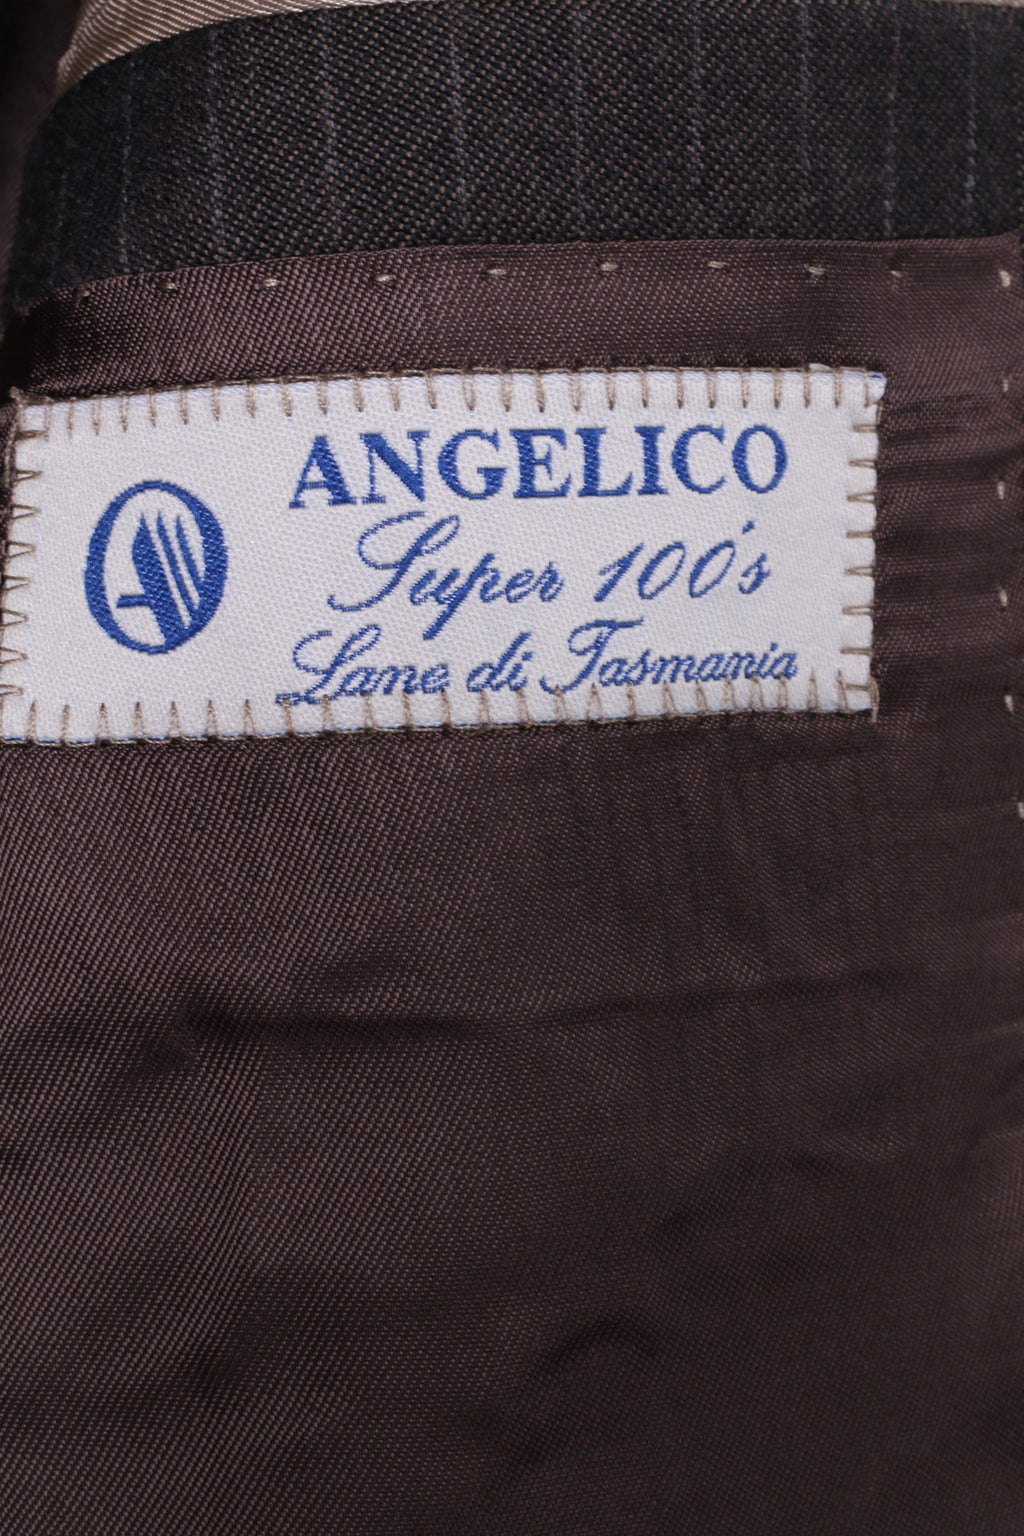 ANGELICO
Super 100's
Lane di Tasmania